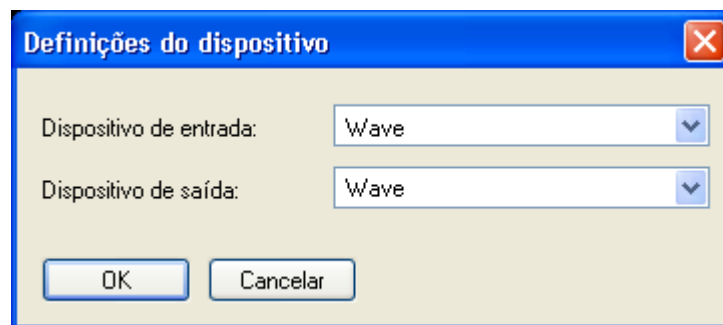 Definições do dispositivo
Dispositivo de entrada: Wave
Dispositivo de saída: Wave
OK Cancelar